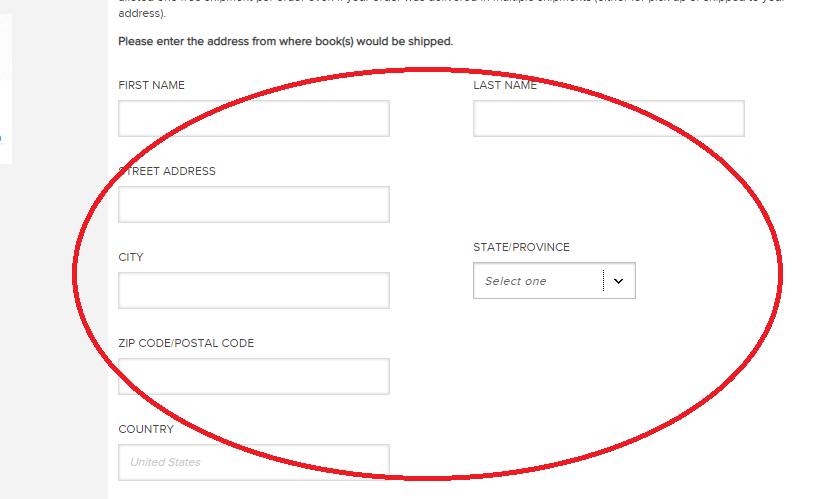 address).
Please enter the address from where book(s) would be shipped.
FIRST NAME LAST NAME
STREET ADDRESS
CITY STATE/PROVINCE
Select one
ZIP CODE/POSTAL CODE
COUNTRY
United States